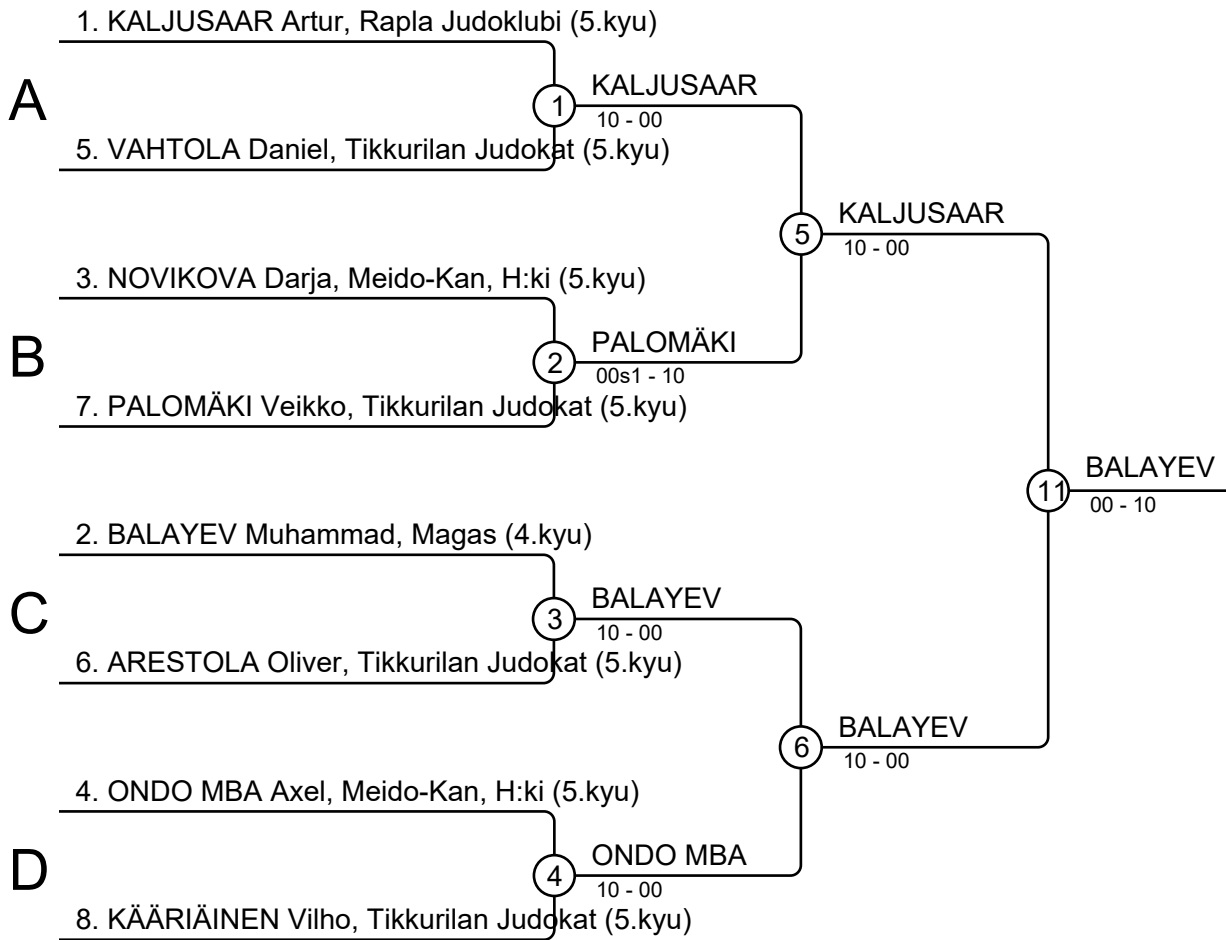 1. KALJUSAAR Artur, Rapla Judoklubi (5.kyu)
A
1
KALJUSAAR
10 - 00
5. VAHTOLA Daniel, Tikkurilan Judokat (5.kyu)
5
KALJUSAAR
10 - 00
3. NOVIKOVA Darja, Meido-Kan, H:ki (5.kyu)
B
2
PALOMÄKI
00s1 - 10
7. PALOMÄKI Veikko, Tikkurilan Judokat (5.kyu)
11
BALAYEV
00 - 10
2. BALAYEV Muhammad, Magas (4.kyu)
C
3
BALAYEV
10 - 00
6. ARESTOLA Oliver, Tikkurilan Judokat (5.kyu)
6
BALAYEV
10 - 00
4. ONDO MBA Axel, Meido-Kan, H:ki (5.kyu)
D
4
ONDO MBA
10 - 00
8. KÄÄRIÄINEN Vilho, Tikkurilan Judokat (5.kyu)